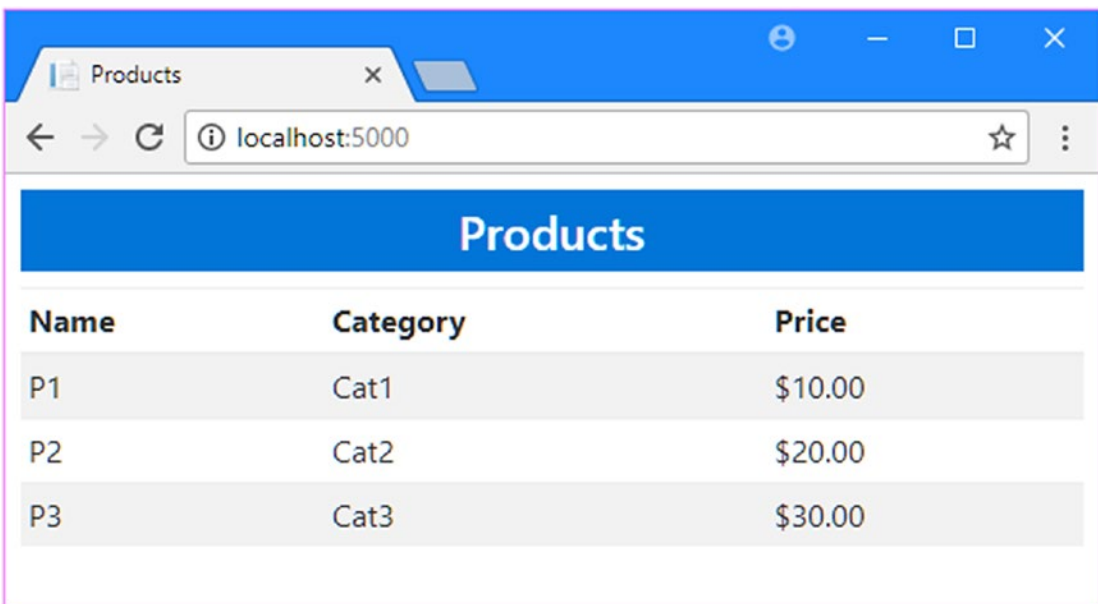 Products
localhost:5000
Products
Name Category Price
P1 Cat1 $10.00
P2 Cat2 $20.00
P3 Cat3 $30.00